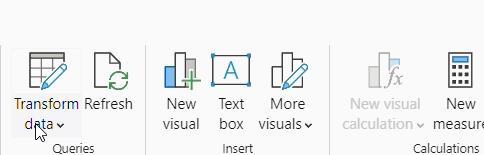 Transform Refresh New Text More New visual New
data visual box visuals calculation measure
Queries Insert Calculations